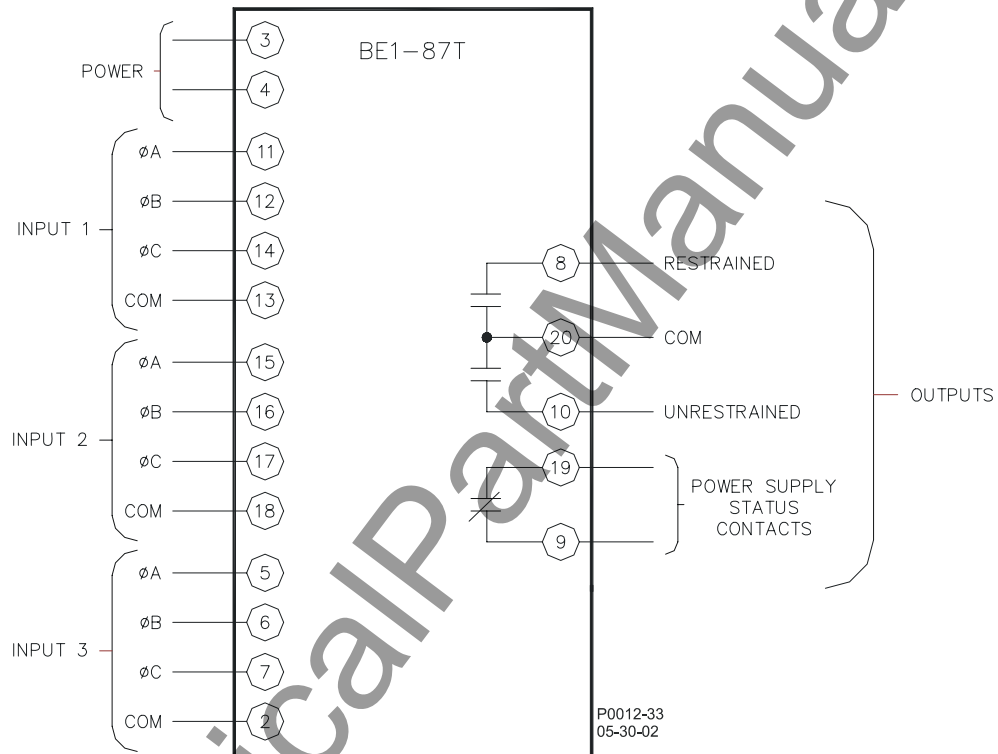 BE1-87T
POWER
3
4
INPUT 1
øA 11
øB 12
øC 14
COM 13
INPUT 2
øA 15
øB 16
øC 17
COM 18
INPUT 3
øA 5
øB 6
øC 7
COM 2
8 RESTRAINED
20 COM
10 UNRESTRAINED
19
9
POWER SUPPLY
STATUS
CONTACTS
OUTPUTS
P0012-33
05-30-02
icalPartManua